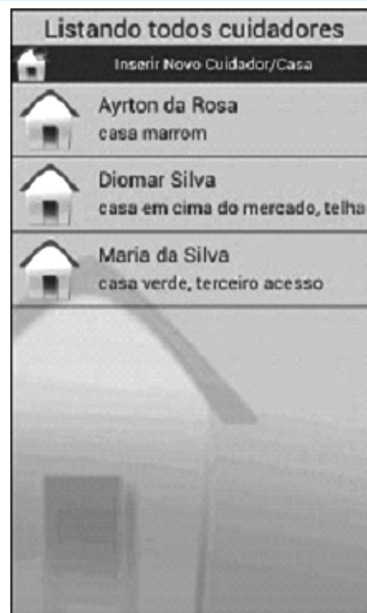 Listando todos cuidadores
Inserir Novo Cuidador/Casa
Ayrton da Rosa
casa marrom
Diomar Silva
casa em cima do mercado, telha
Maria da Silva
casa verde, terceiro acesso